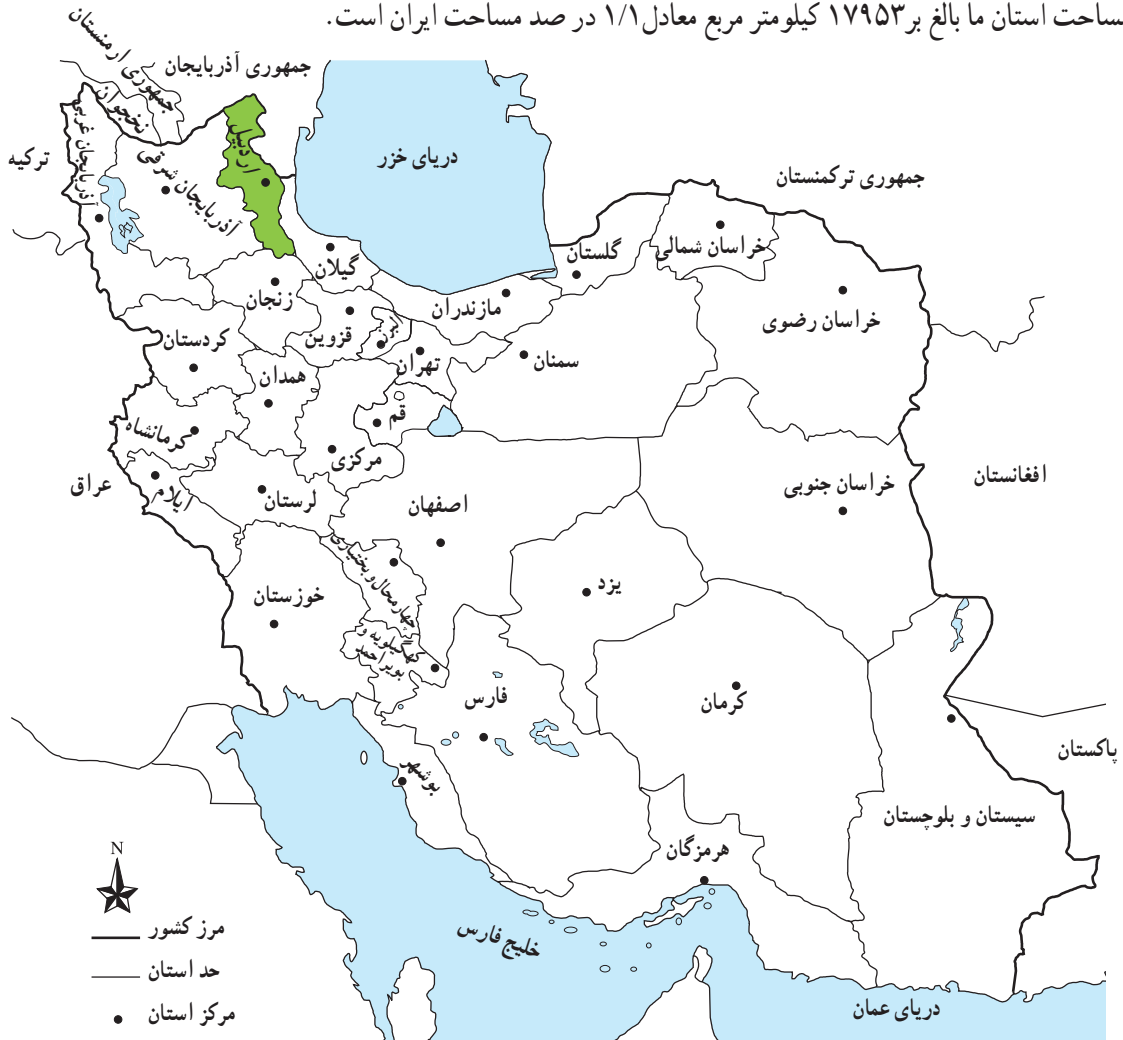 مساحت استان ما بالغ بر۱۷۹۵۳ کیلومتر مربع معادل۱/۱ در صد مساحت ایران است.
جمهوری ارمنستان
جمهوری آذربایجان
نخجوان
ترکیه
آذربایجان غربی
آذربایجان شرقی
اردبیل
دریای خزر
جمهوری ترکمنستان
گیلان
گلستان
خراسان شمالی
زنجان
مازندران
خراسان رضوی
کردستان
قزوین
تهران
سمنان
همدان
قم
کرمانشاه
مرکزی
عراق
ایلام
لرستان
اصفهان
خراسان جنوبی
افغانستان
چهارمحال و بختیاری
یزد
خوزستان
کهگیلویه و
بویراحمد
فارس
کرمان
بوشهر
پاکستان
سیستان و بلوچستان
هرمزگان
خلیج فارس
دریای عمان
N
مرز کشور
حد استان
مرکز استان